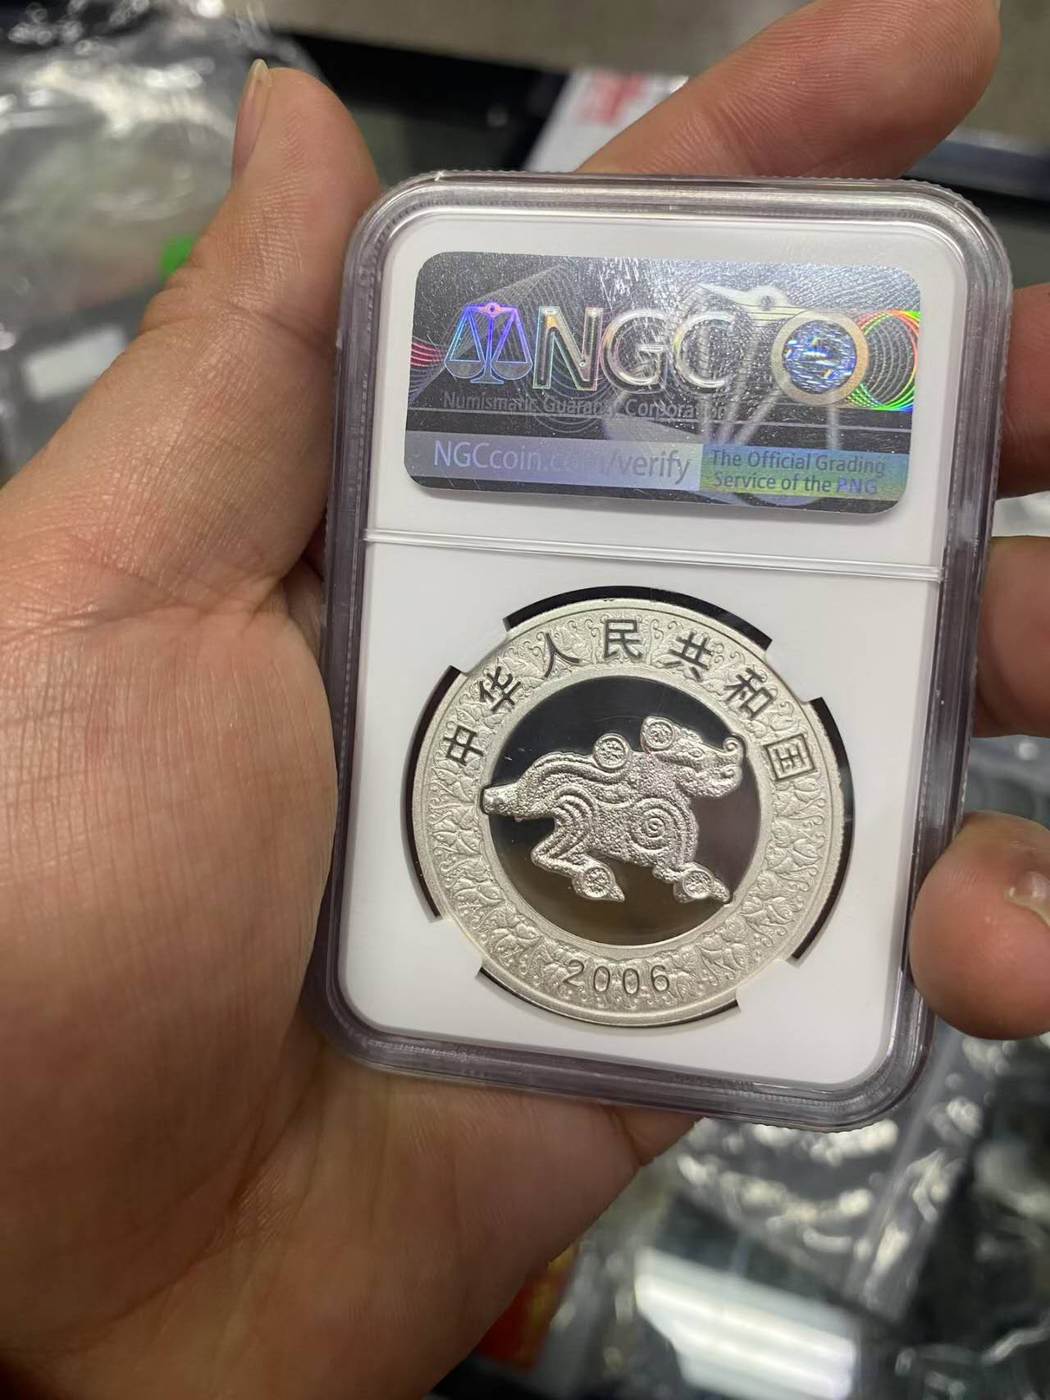 NGC
Numismatic Guaranty Corporation
NGCcoin.com/verify
The Official Grading
Service of the PNG
中华人民共和国
2006